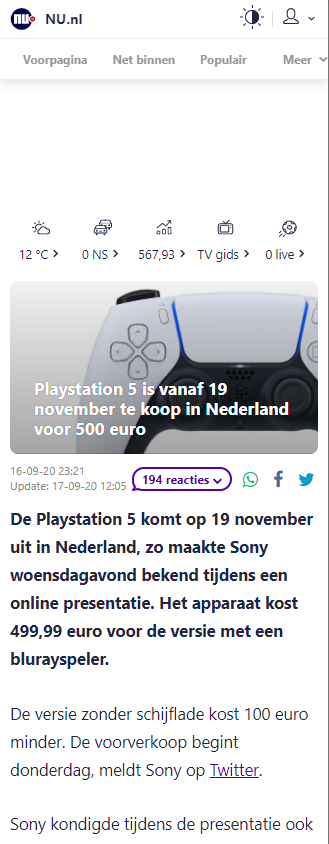 nu NU.nl
Voorpagina Net binnen Populair Meer
12 °C 0 NS 567,93 TV gids 0 live
Playstation 5 is vanaf 19
november te koop in Nederland
voor 500 euro
16-09-20 23:21
Update: 17-09-20 12:05
194 reacties
De Playstation 5 komt op 19 november
uit in Nederland, zo maakte Sony
woensdagavond bekend tijdens een
online presentatie. Het apparaat kost
499,99 euro voor de versie met een
blurayspeler.
De versie zonder schijflade kost 100 euro
minder. De voorverkoop begint
donderdag, meldt Sony op Twitter.
Sony kondigde tijdens de presentatie ook